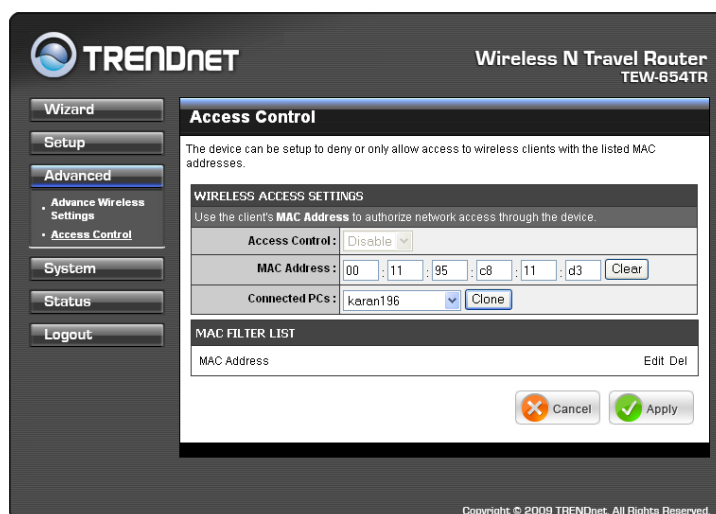 TRENDNET
Wireless N Travel Router
TEW-654TR
Wizard
Setup
Advanced
Advance Wireless
Settings
Access Control
System
Status
Logout
Access Control
The device can be setup to deny or only allow access to wireless clients with the listed MAC
addresses.
WIRELESS ACCESS SETTINGS
Use the client's MAC Address to authorize network access through the device.
Access Control : Disable
MAC Address : 00 : 11 : 95 : c8 : 11 : d3 Clear
Connected PCs : karan196 Clone
MAC FILTER LIST
MAC Address Edit Del
Cancel Apply
Copyright © 2009 TRENDnet. All Rights Reserved.